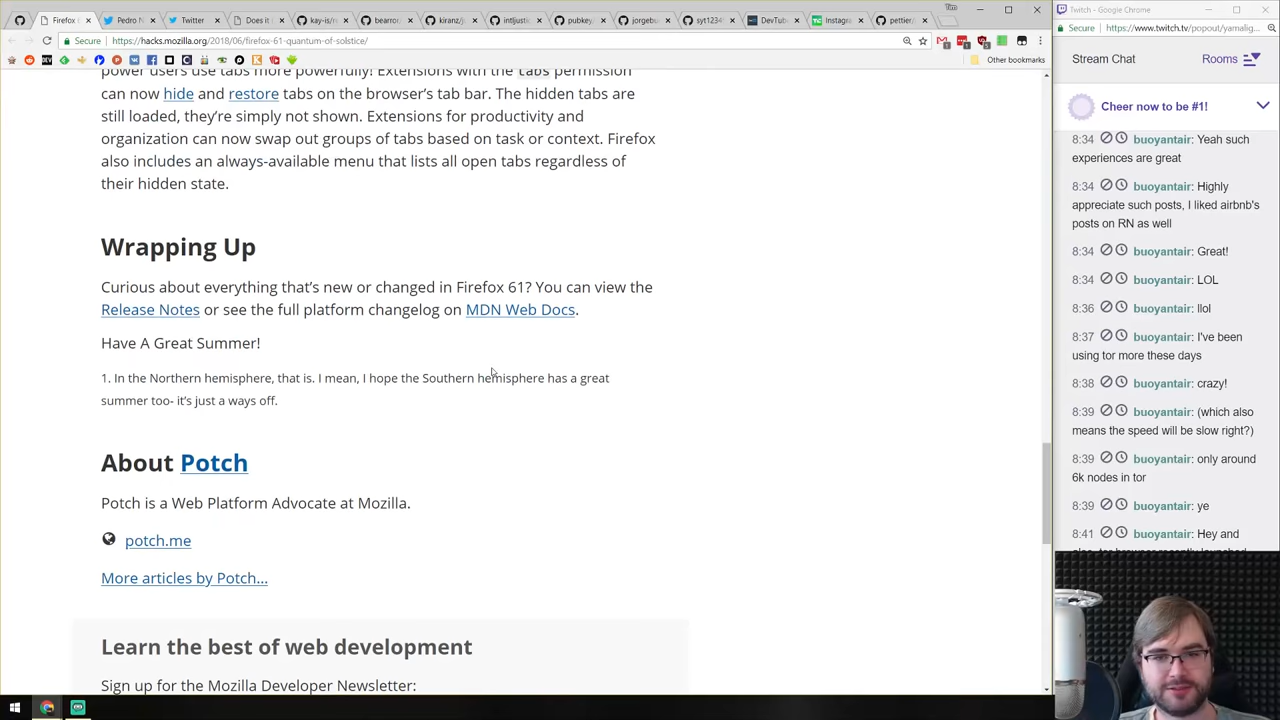 Firefox 6
Pedro N
Twitter
Does it
kay-is/r
bearroc
kiranz/j
intljustic
pubkey/
jorgebu
syt1234
DevTub
Instagra
pettier/
Tim
Twitch - Google Chrome
Secure
https://hacks.mozilla.org/2018/06/firefox-61-quantum-of-solstice/
Secure
https://www.twitch.tv/popout/yamalig
Other bookmarks
power users use tabs more powerfully! Extensions with the tabs permission
can now hide and restore tabs on the browser's tab bar. The hidden tabs are
still loaded, they're simply not shown. Extensions for productivity and
organization can now swap out groups of tabs based on task or context. Firefox
also includes an always-available menu that lists all open tabs regardless of
their hidden state.
Wrapping Up
Curious about everything that's new or changed in Firefox 61? You can view the
Release Notes or see the full platform changelog on MDN Web Docs.
Have A Great Summer!
1. In the Northern hemisphere, that is. I mean, I hope the Southern hemisphere has a great
summer too- it's just a ways off.
About Potch
Potch is a Web Platform Advocate at Mozilla.
potch.me
More articles by Potch...
Learn the best of web development
Sign up for the Mozilla Developer Newsletter:
Stream Chat
Rooms
Cheer now to be #1!
8:34 buoyantair: Yeah such
experiences are great
8:34 buoyantair: Highly
appreciate such posts, I liked airbnb's
posts on RN as well
8:34 buoyantair: Great!
8:34 buoyantair: LOL
8:36 buoyantair: llol
8:37 buoyantair: I've been
using tor more these days
8:38 buoyantair: crazy!
8:39 buoyantair: (which also
means the speed will be slow right?)
8:39 buoyantair: only around
6k nodes in tor
8:39 buoyantair: ye
8:41 buoyantair: Hey and